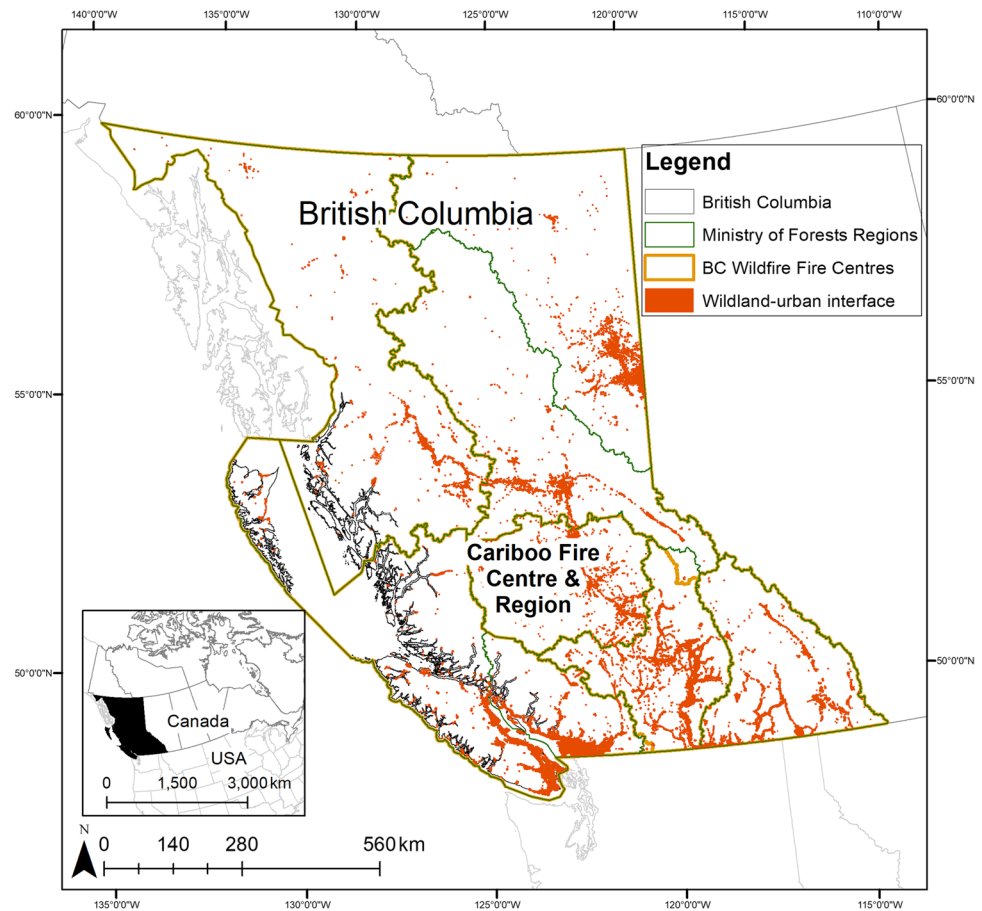 140°0'0"W 135°0'0"W 130°0'0"W 125°0'0"W 120°0'0"W 115°0'0"W 110°0'0"W
60°0'0"N 60°0'0"N
Legend
British Columbia
Ministry of Forests Regions
BC Wildfire Fire Centres
Wildland-urban interface
British Columbia
55°0'0"N 55°0'0"N
Cariboo Fire
Centre &
Region
50°0'0"N 50°0'0"N
Canada
USA
0 1,500 3,000 km
N
0 140 280 560 km
135°0'0"W 130°0'0"W 125°0'0"W 120°0'0"W 115°0'0"W